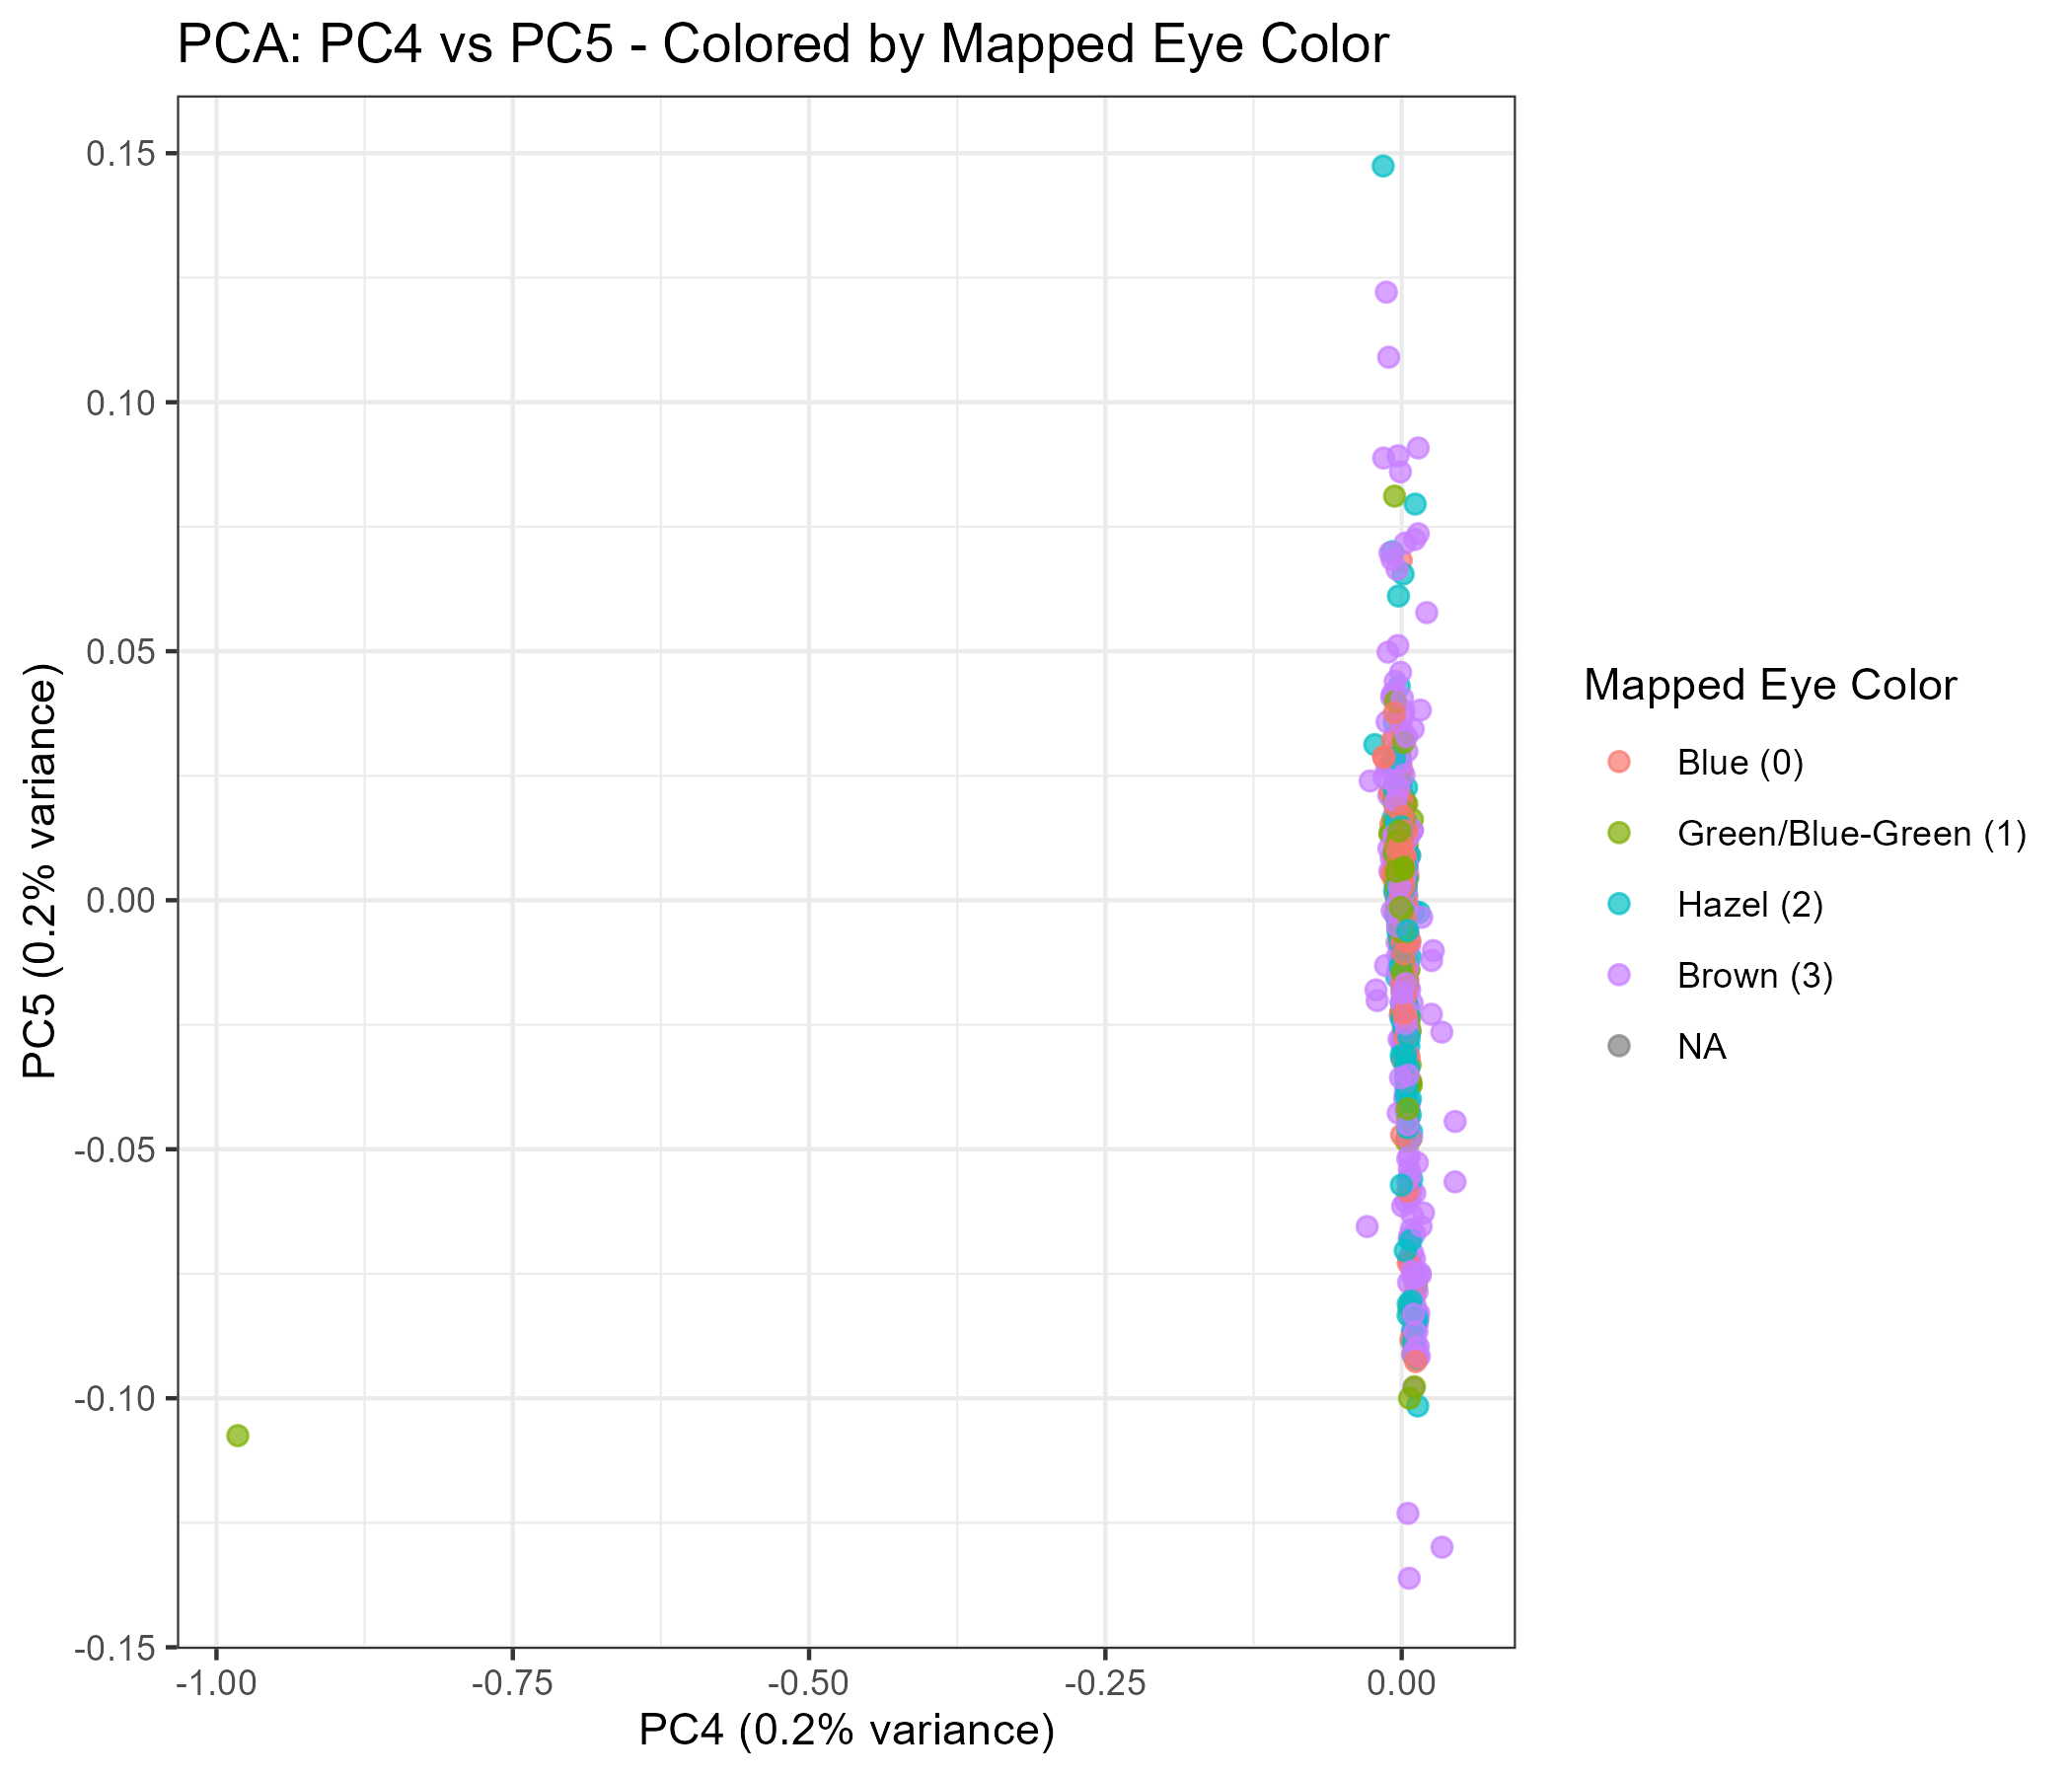 PCA: PC4 vs PC5 - Colored by Mapped Eye Color
0.15
0.10
0.05
0.00
-0.05
-0.10
-0.15
PC5 (0.2% variance)
-1.00
-0.75
-0.50
-0.25
0.00
PC4 (0.2% variance)
Mapped Eye Color
Blue (0)
Green/Blue-Green (1)
Hazel (2)
Brown (3)
NA